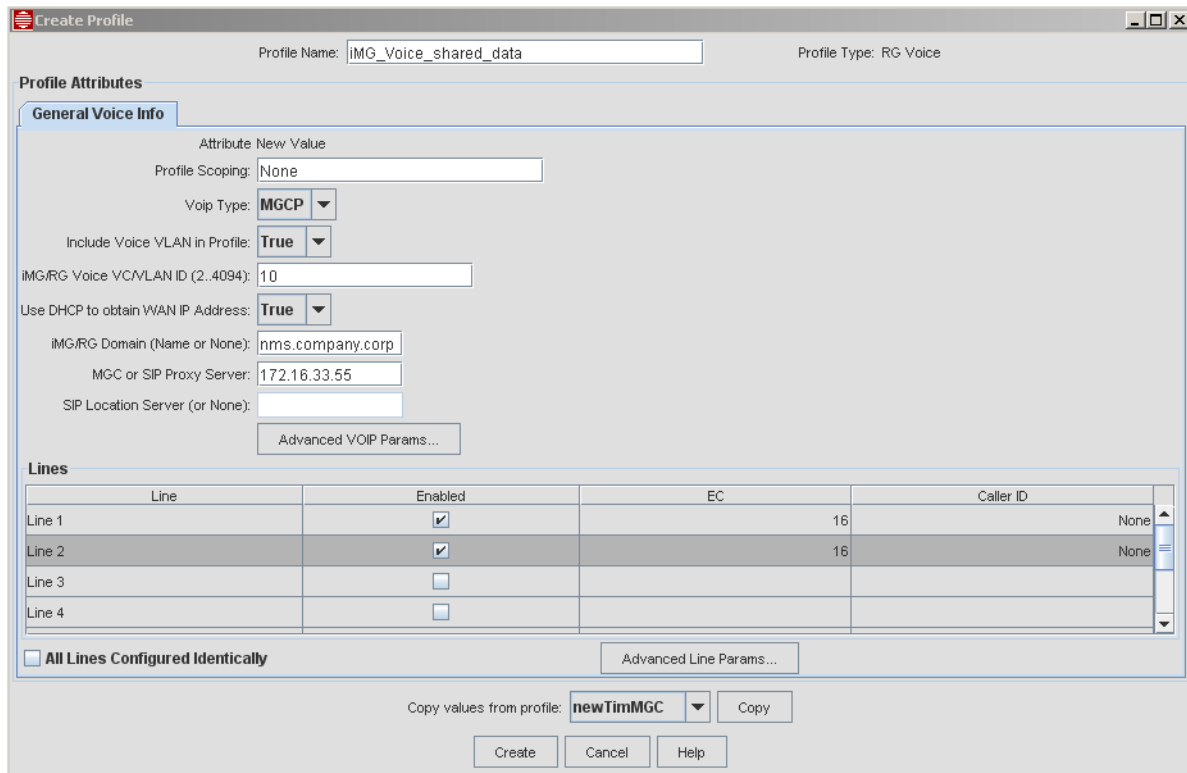 Create Profile
Profile Name: iMG_Voice_shared_data Profile Type: RG Voice
Profile Attributes
General Voice Info
Attribute New Value
Profile Scoping: None
Voip Type: MGCP
Include Voice VLAN in Profile: True
iMG/RG Voice VC/VLAN ID (2..4094): 10
Use DHCP to obtain WAN IP Address: True
iMG/RG Domain (Name or None): nms.company.corp
MGC or SIP Proxy Server: 172.16.33.55
SIP Location Server (or None):
Advanced VOIP Params...
Lines
Line Enabled EC Caller ID
Line 1 16 None
Line 2 16 None
Line 3
Line 4
All Lines Configured Identically Advanced Line Params...
Copy values from profile: newTimMGC Copy
Create Cancel Help